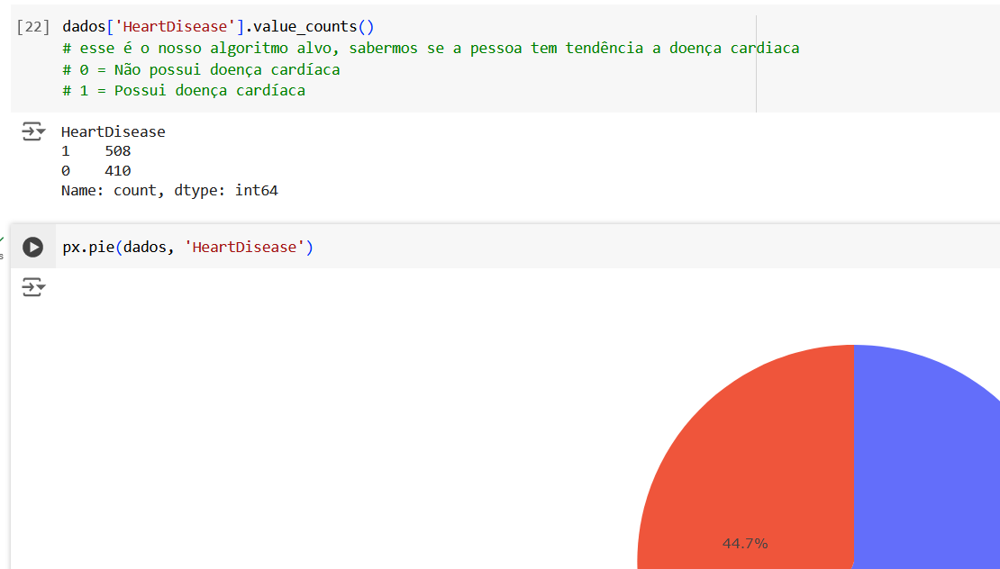 [22] dados['HeartDisease'].value_counts()
# esse é o nosso algoritmo alvo, sabermos se a pessoa tem tendência a doença cardiaca
# 0 = Não possui doença cardíaca
# 1 = Possui doença cardíaca
HeartDisease
1    508
0    410
Name: count, dtype: int64
px.pie(dados, 'HeartDisease')
s
44.7%